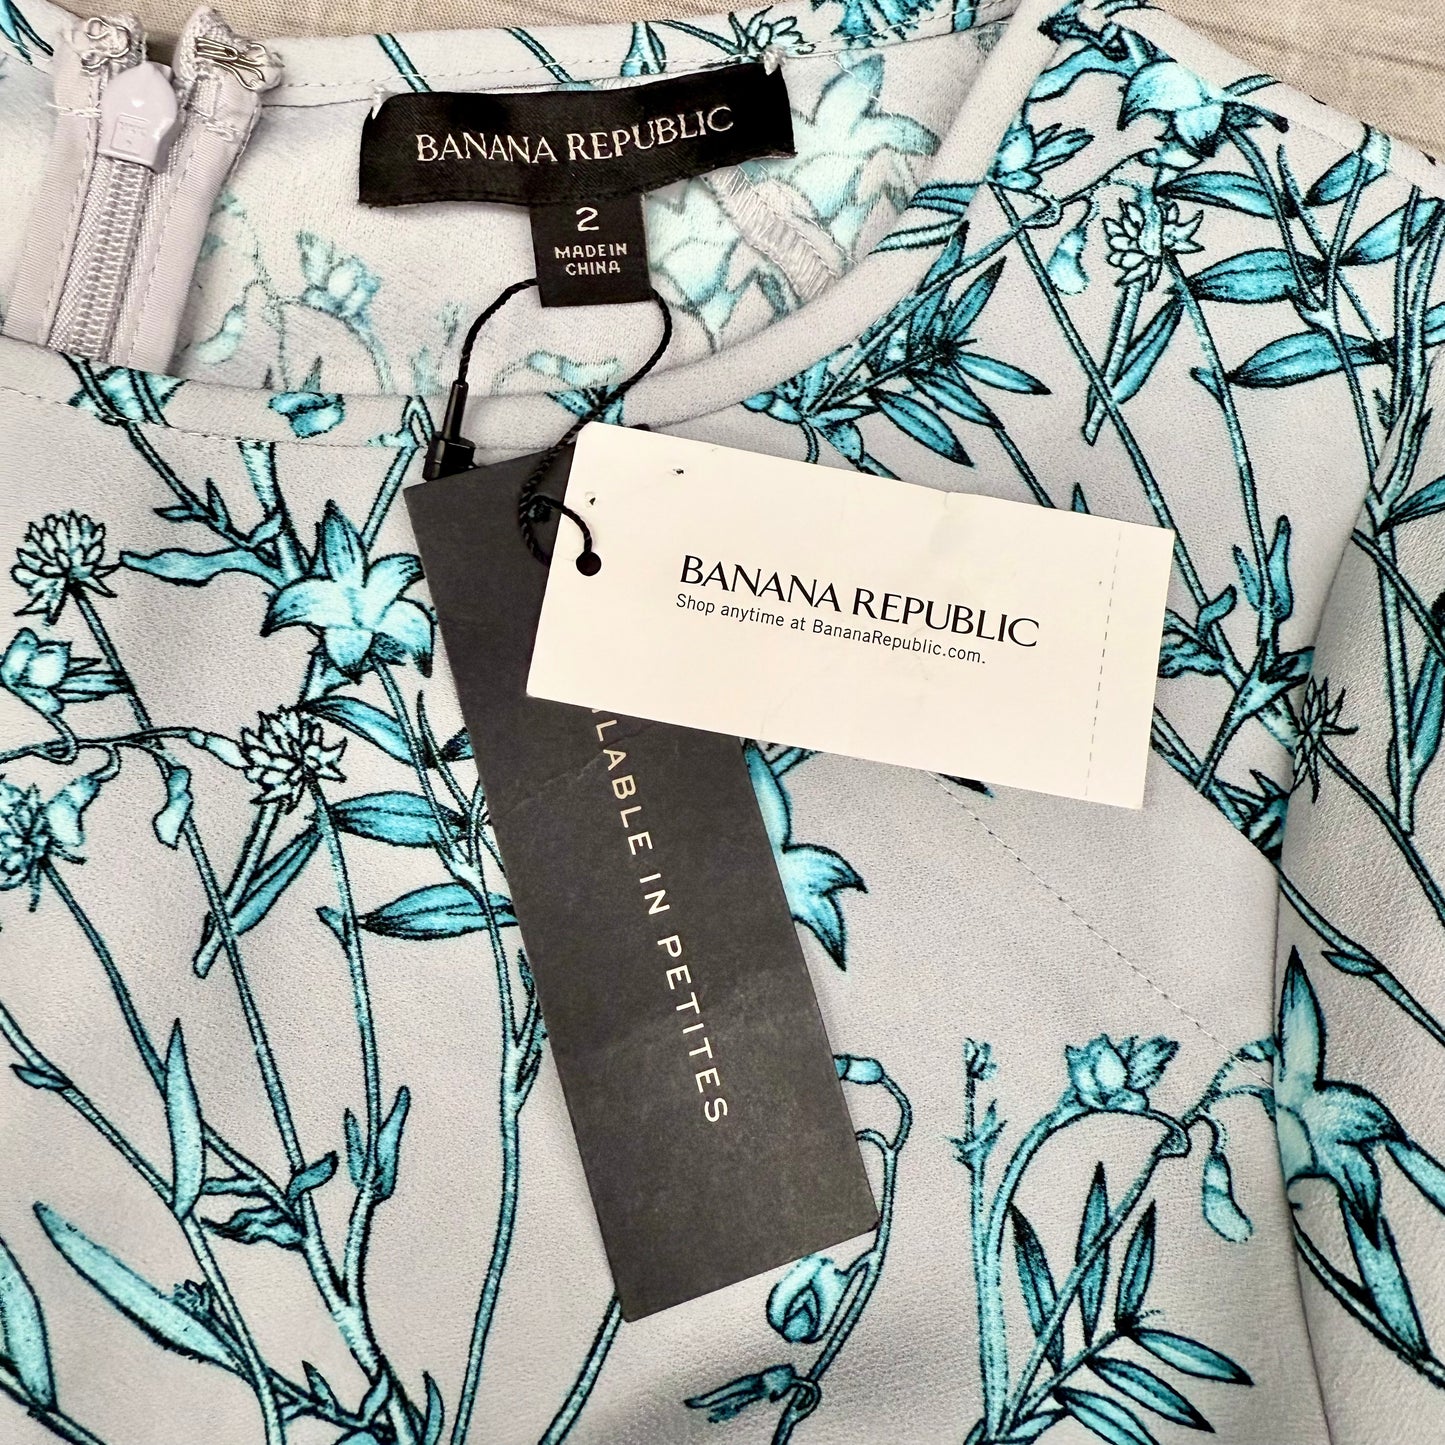 BANANA REPUBLIC
2
MADE IN
CHINA
BANANA REPUBLIC
Shop anytime at BananaRepublic.com.
LABLE IN PETITES